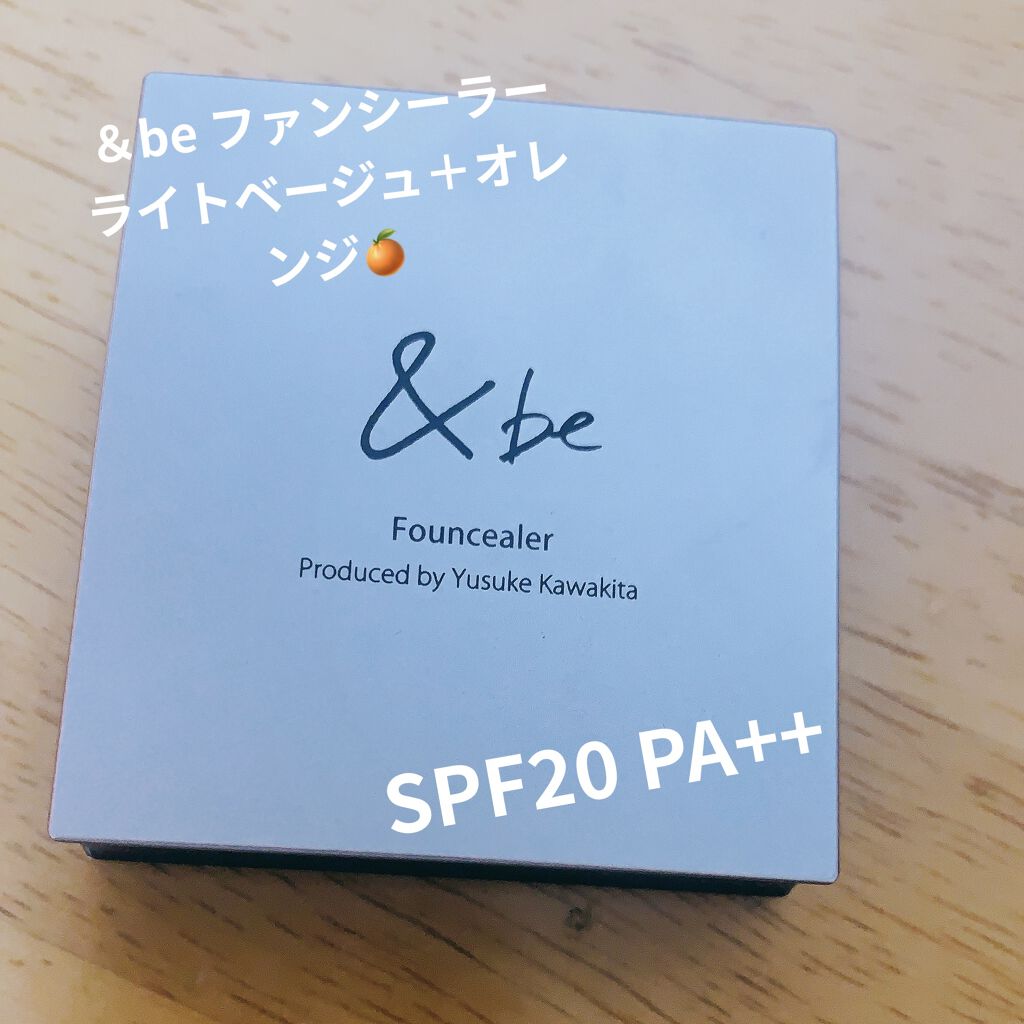 &be ファンシーラー
ライトベージュ＋オレ
ンジ🍊
&be
Founcealer
Produced by Yusuke Kawakita
SPF20 PA++